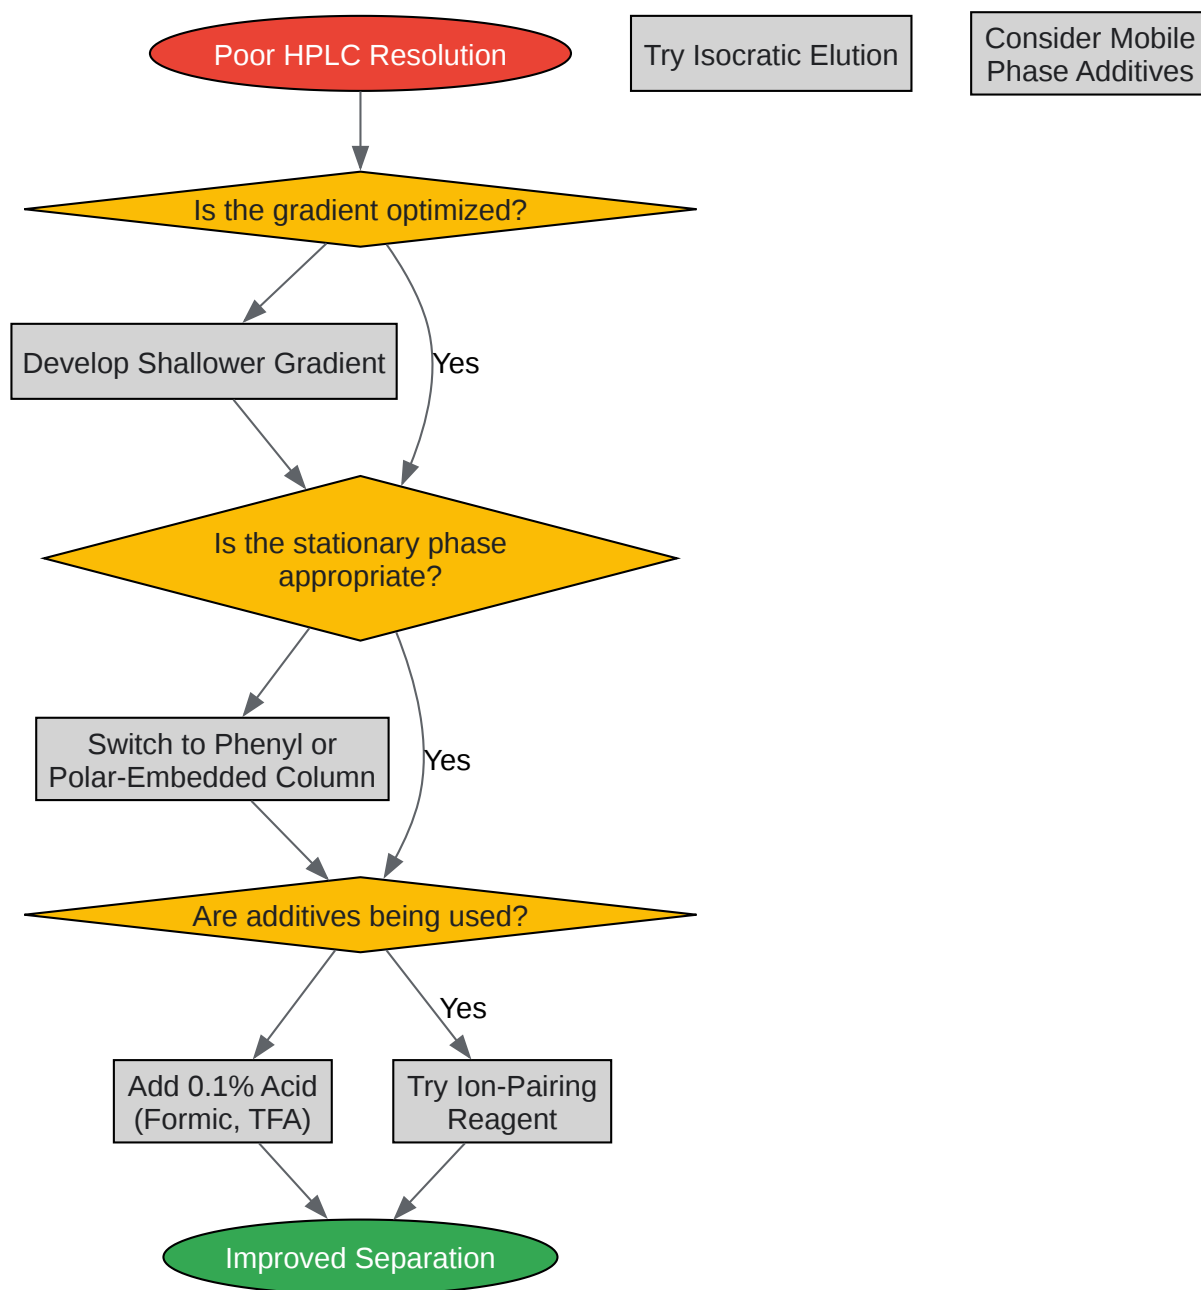 Poor HPLC Resolution
Try Isocratic Elution
Consider Mobile
Phase Additives
Is the gradient optimized?
Develop Shallower Gradient
Yes
Is the stationary phase
appropriate?
Switch to Phenyl or
Polar-Embedded Column
Yes
Are additives being used?
Yes
Add 0.1% Acid
(Formic, TFA)
Try Ion-Pairing
Reagent
Improved Separation